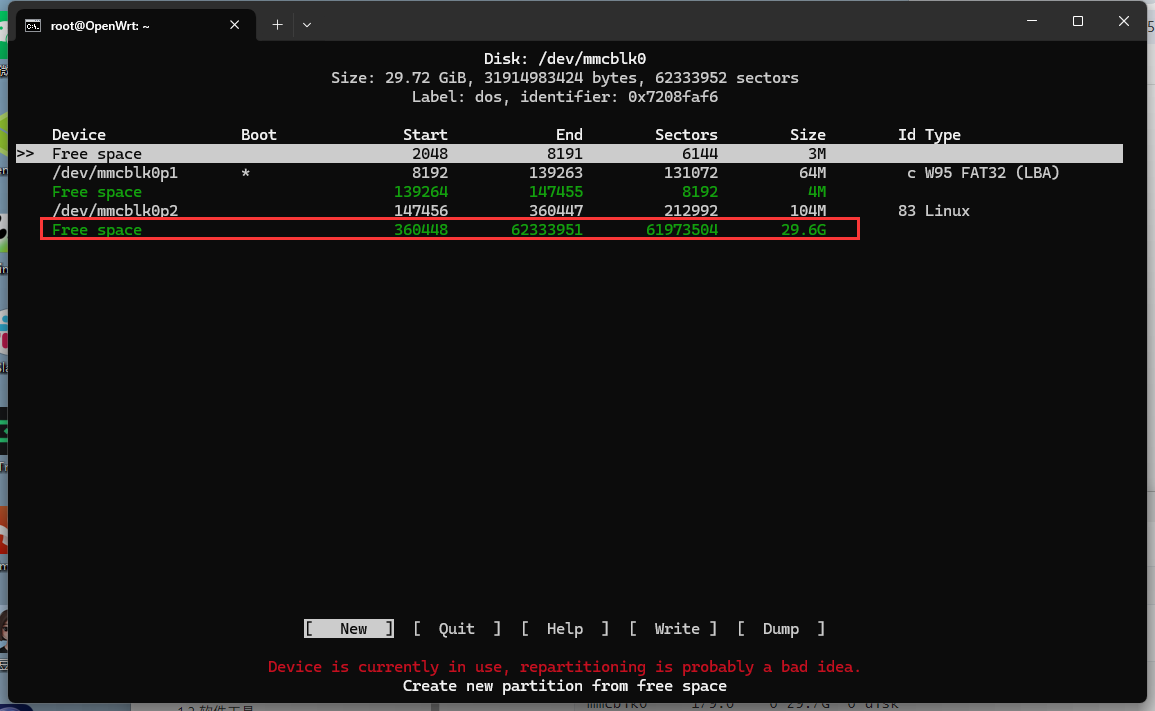 root@OpenWrt: ~
Disk: /dev/mmcblk0
Size: 29.72 GiB, 31914983424 bytes, 62333952 sectors
Label: dos, identifier: 0x7208faf6
Device Boot Start End Sectors Size Id Type
>> Free space 2048 8191 6144 3M
/dev/mmcblk0p1 * 8192 139263 131072 64M c W95 FAT32 (LBA)
Free space 139264 147455 8192 4M
/dev/mmcblk0p2 147456 360447 212992 104M 83 Linux
Free space 360448 62333951 61973504 29.6G
[ New ] [ Quit ] [ Help ] [ Write ] [ Dump ]
Device is currently in use, repartitioning is probably a bad idea.
Create new partition from free space